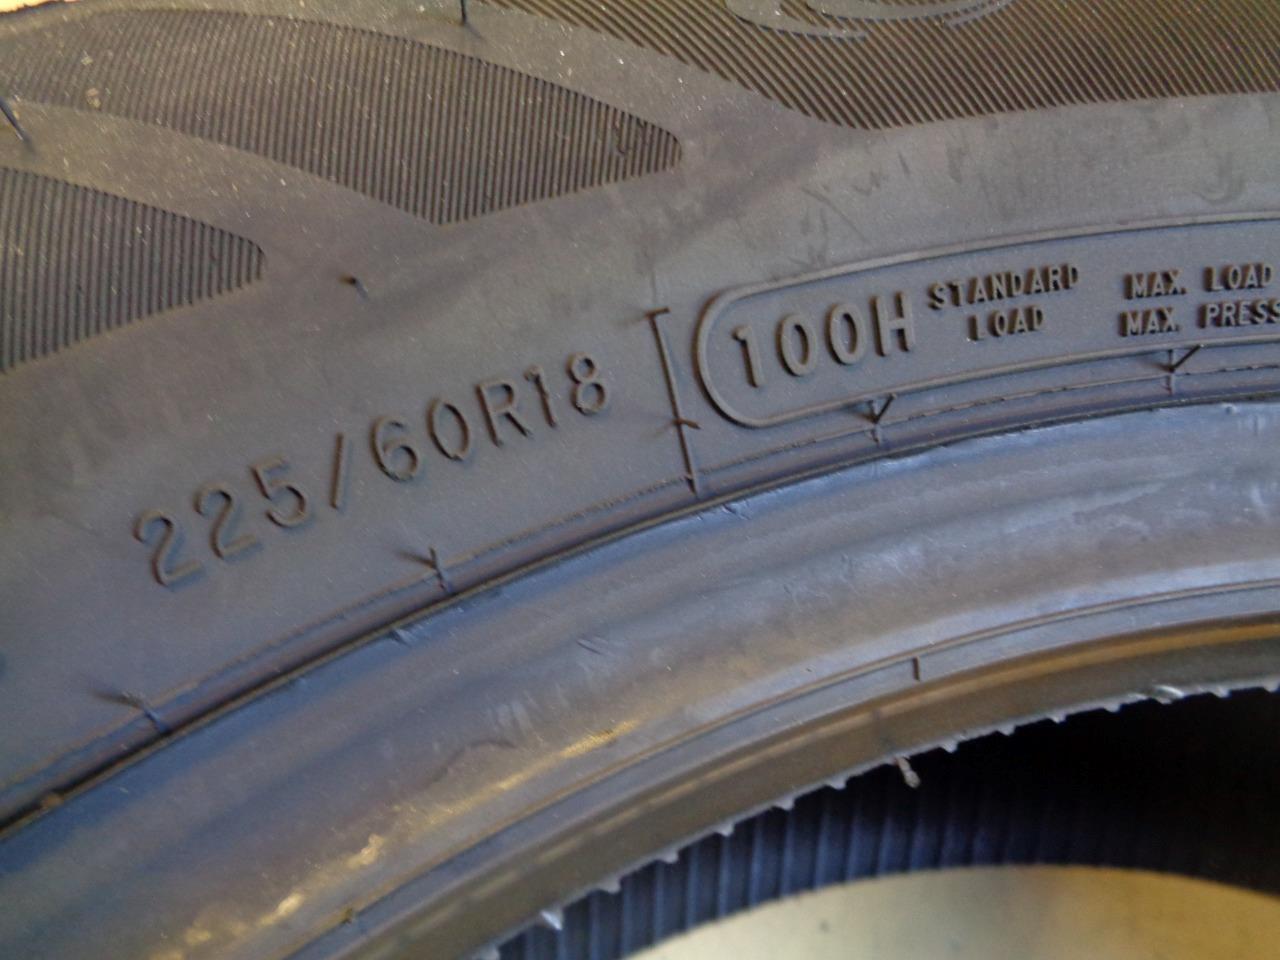 225/60R18
100H
STANDARD
LOAD
MAX. LOAD
MAX. PRESS